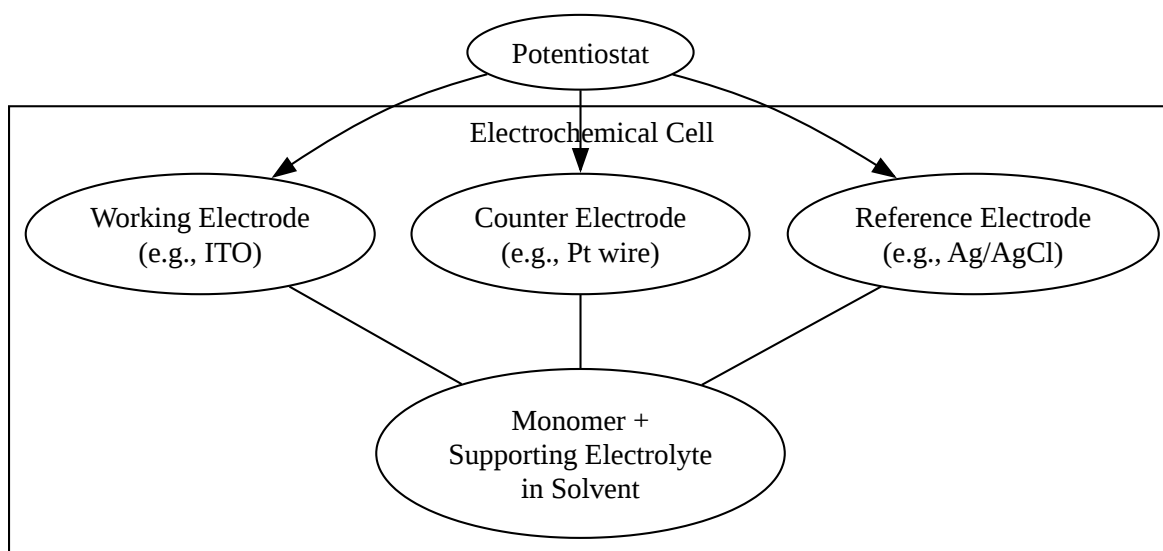 Potentiostat
Electrochemical Cell
Working Electrode
(e.g., ITO)
Counter Electrode
(e.g., Pt wire)
Reference Electrode
(e.g., Ag/AgCl)
Monomer +
Supporting Electrolyte
in Solvent